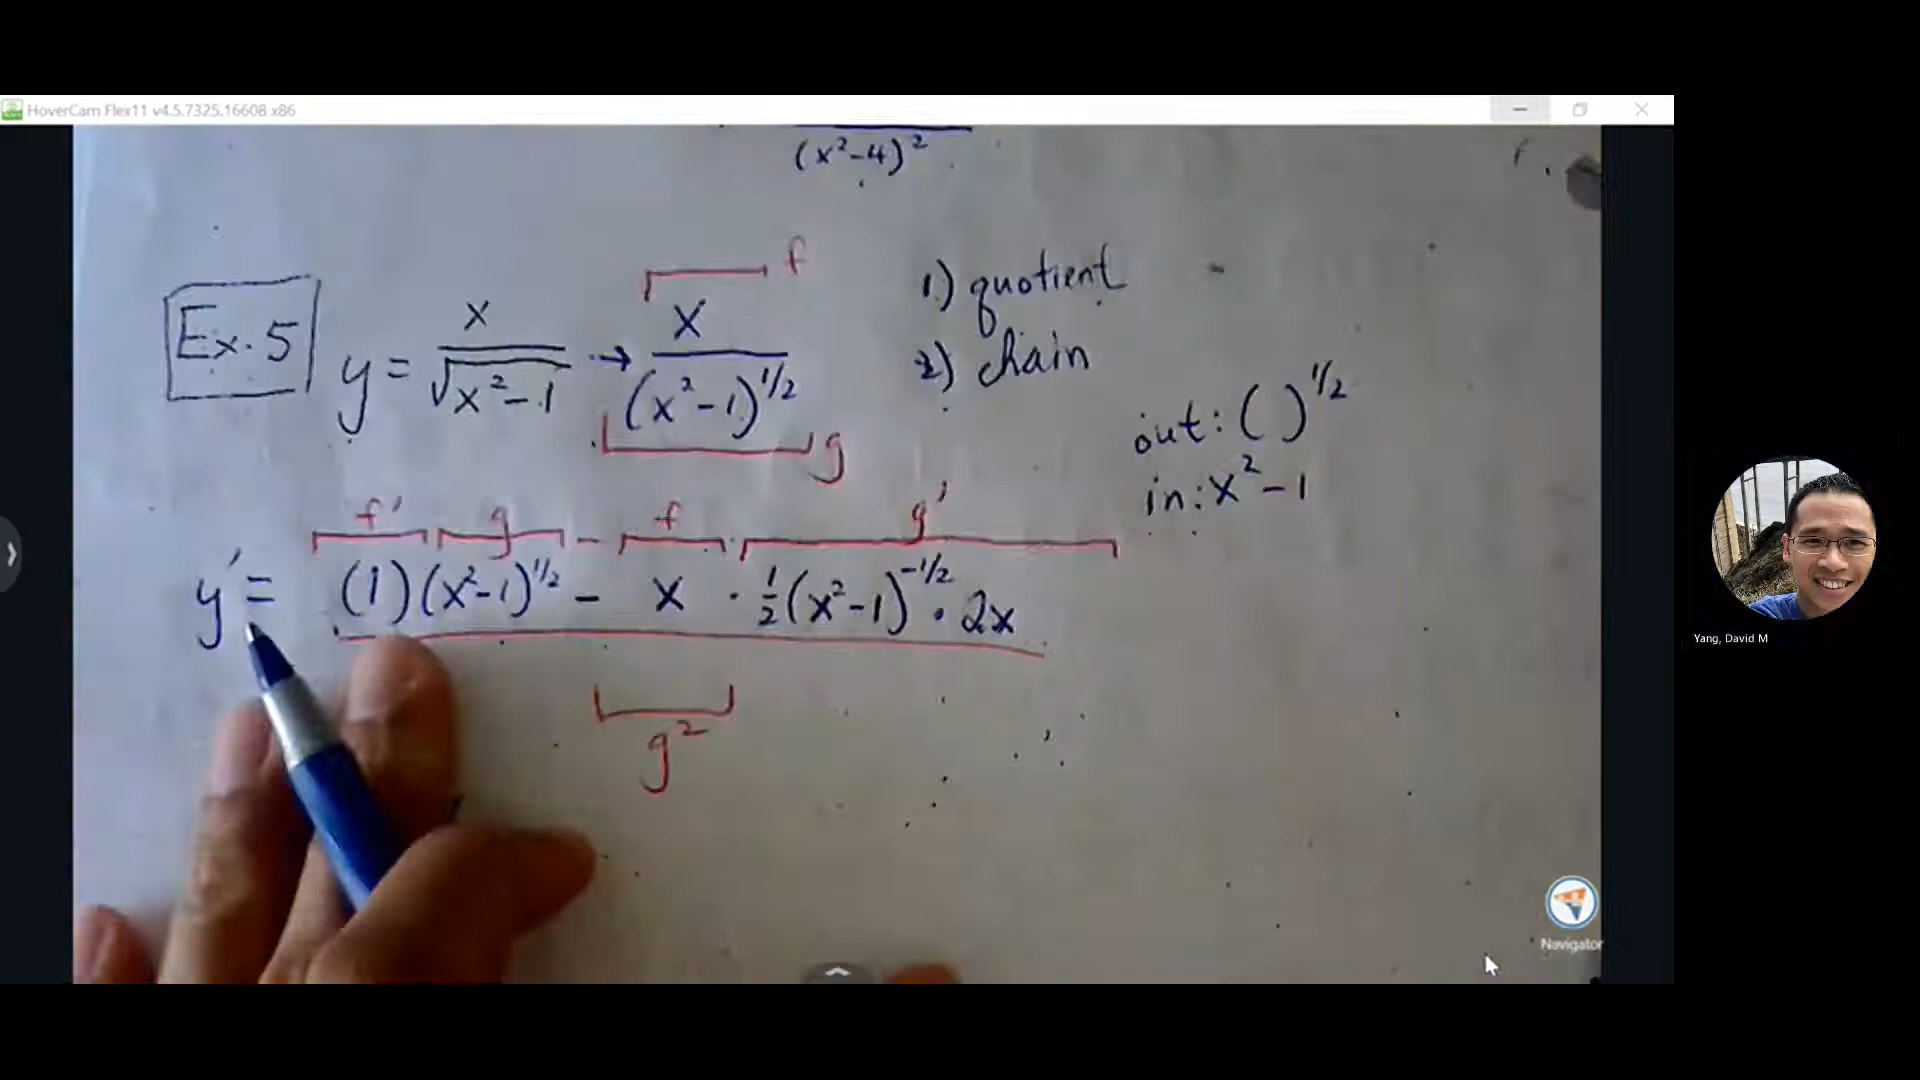 HoverCam Flex11 v4.5.7325.16608 x86
(x²-4)²
f
1) quotient
Ex. 5 y = x / √(x²-1) → x / (x²-1)^1/2
2) chain
g
out: ( )^1/2
in: x²-1
f' g - f g'
y' = (1)(x²-1)^1/2 - x · 1/2(x²-1)^-1/2 · 2x
g²
Yang, David M
Navigator